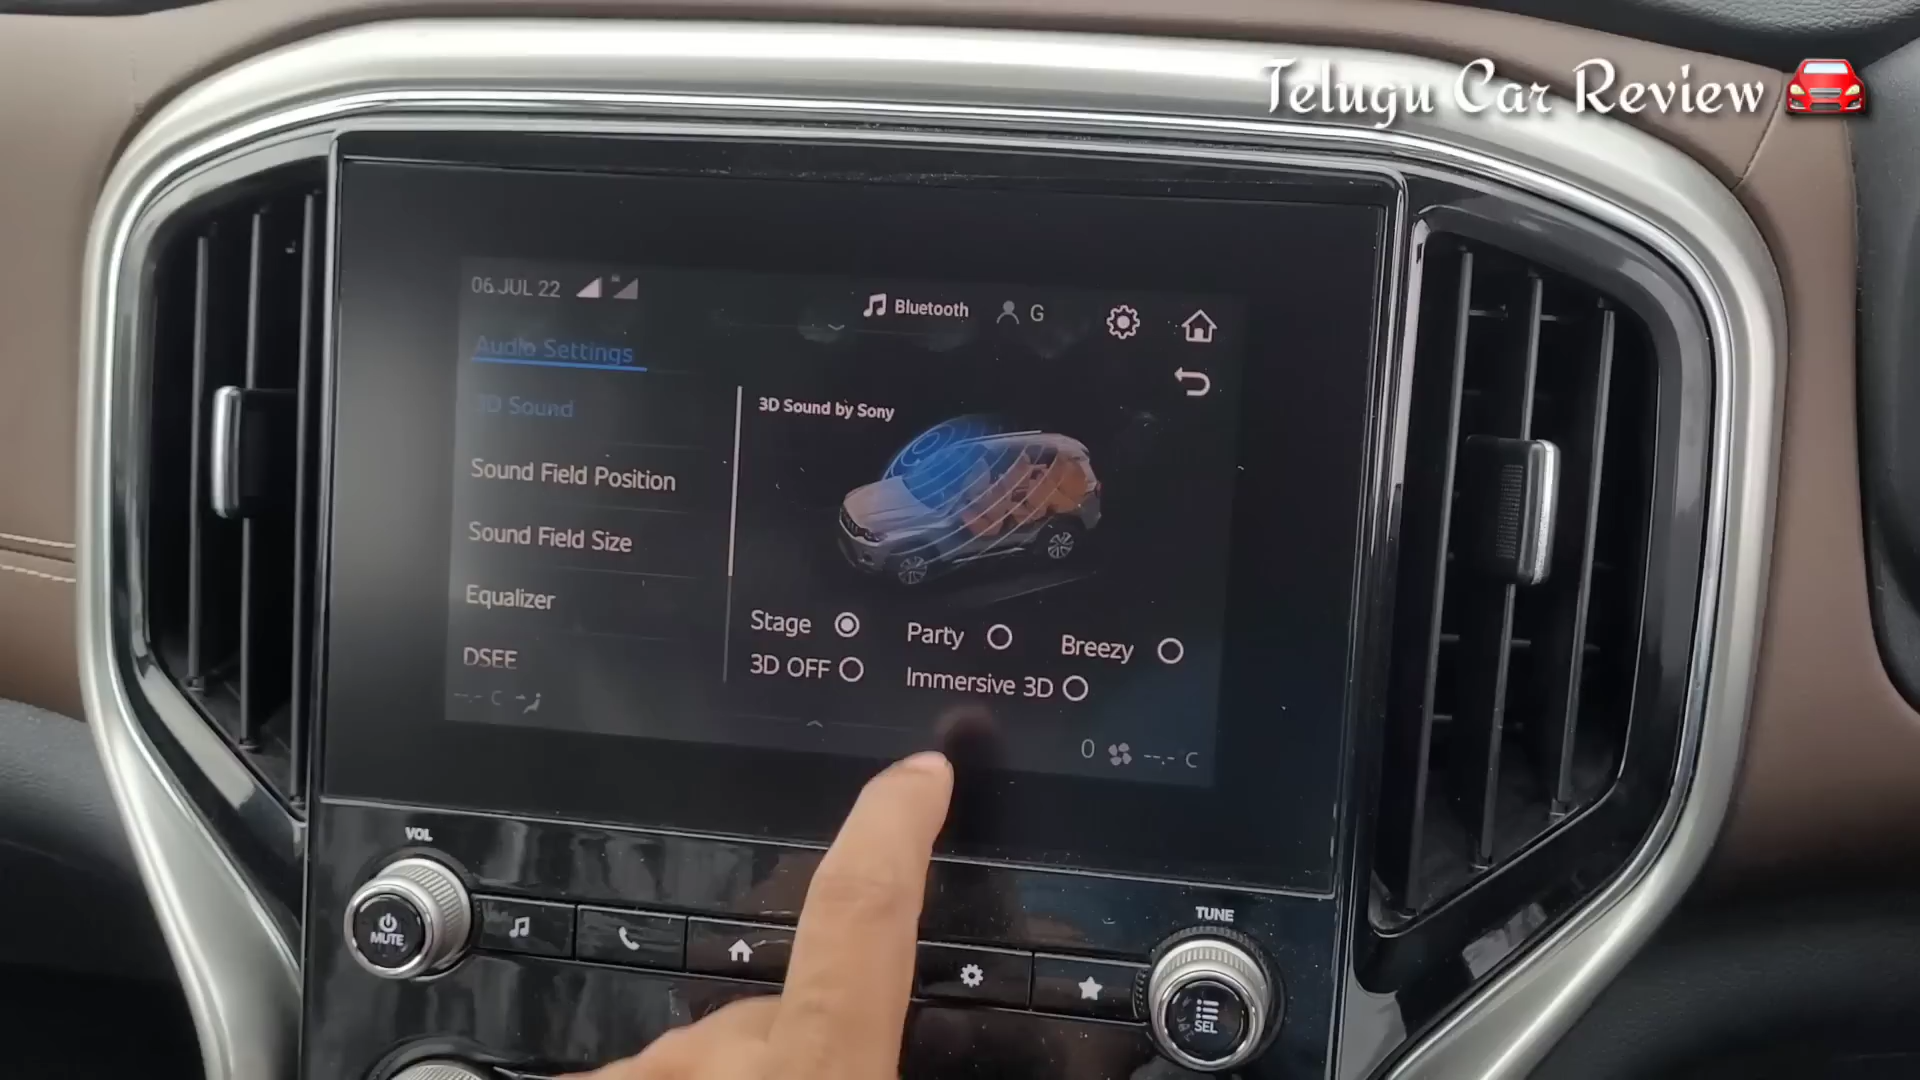 Telugu Car Review
06 JUL 22
Bluetooth G
Audio Settings
3D Sound
Sound Field Position
Sound Field Size
Equalizer
DSEE
--.- C
3D Sound by Sony
Stage Party Breezy
3D OFF Immersive 3D
0 --.- C
VOL
MUTE
TUNE
SEL